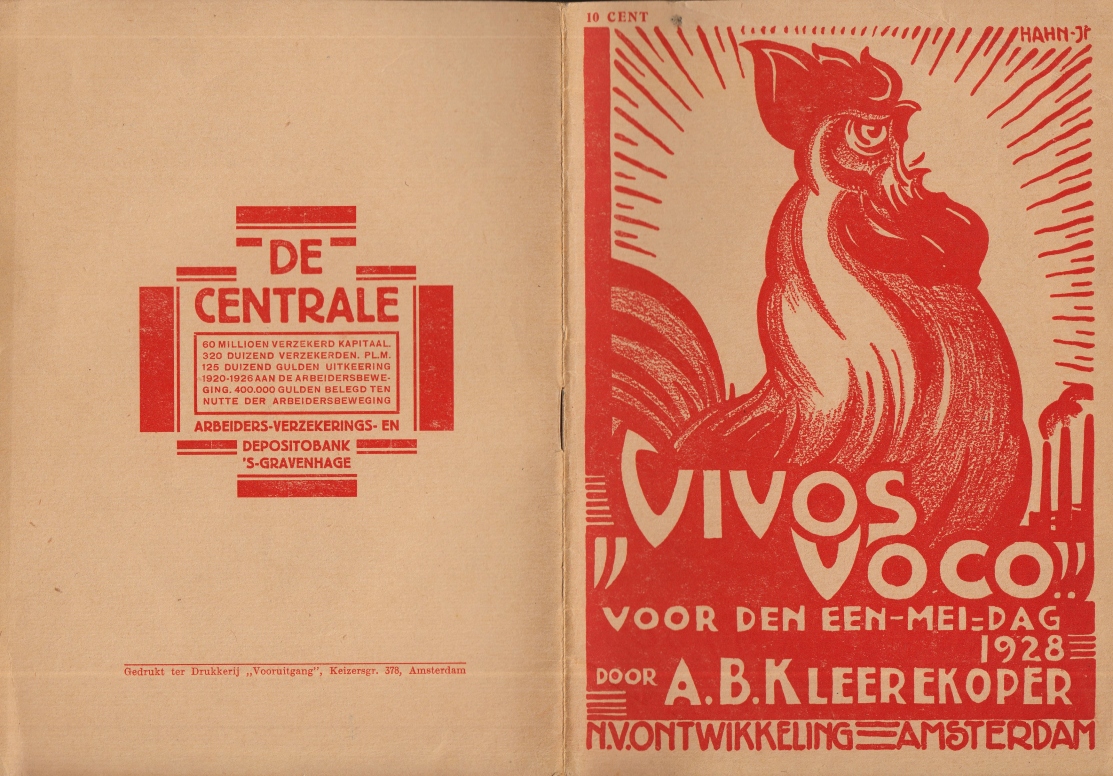 DE
CENTRALE
60 MILLIOEN VERZEKERD KAPITAAL.
320 DUIZEND VERZEKERDEN. PL.M.
125 DUIZEND GULDEN UITKEERING
1920-1926 AAN DE ARBEIDERSBEWE-
GING. 400.000 GULDEN BELEGD TEN
NUTTE DER ARBEIDERSBEWEGING
ARBEIDERS-VERZEKERINGS- EN
DEPOSITOBANK
'S-GRAVENHAGE
Gedrukt ter Drukkerij „Vooruitgang", Keizersgr. 378, Amsterdam
10 CENT
HAHN-Jr
„VIVOS
VOCO"
VOOR DEN EEN-MEI=DAG
1928
DOOR A.B.KLEEREKOPER
N.V. ONTWIKKELING AMSTERDAM